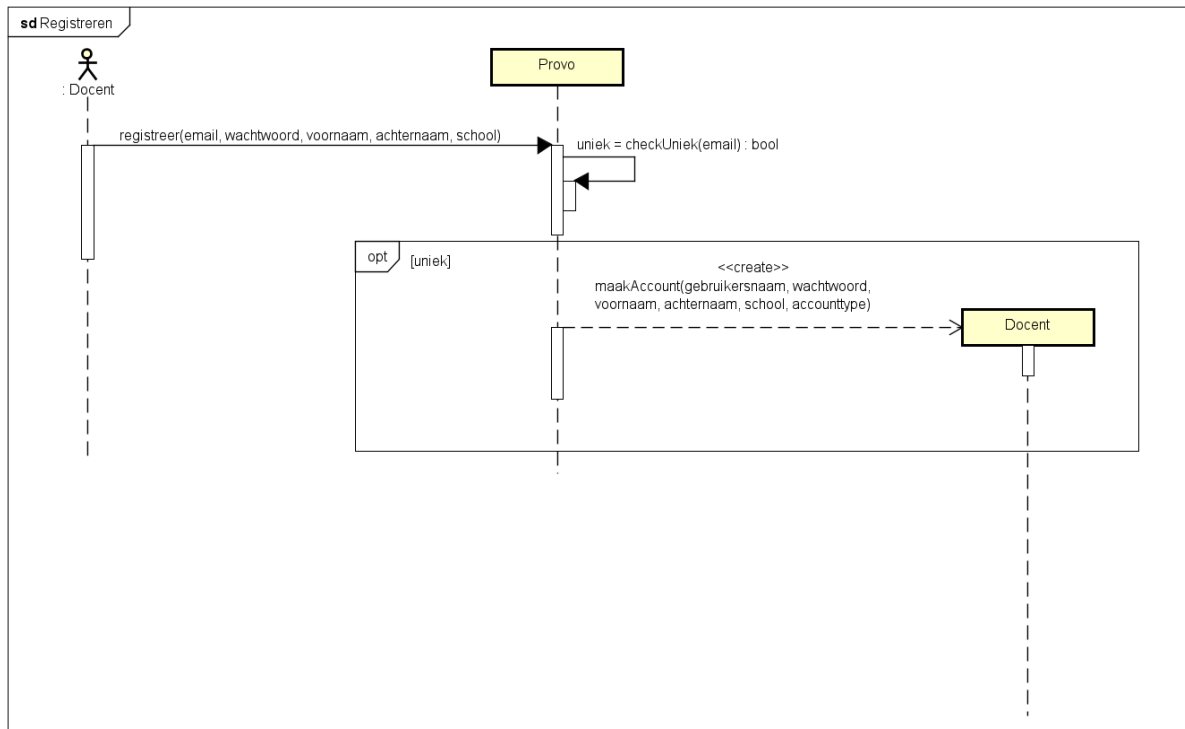 sd Registreren
: Docent
Provo
registreer(email, wachtwoord, voornaam, achternaam, school)
uniek = checkUniek(email) : bool
opt
[uniek]
<<create>>
maakAccount(gebruikersnaam, wachtwoord,
voornaam, achternaam, school, accounttype)
Docent